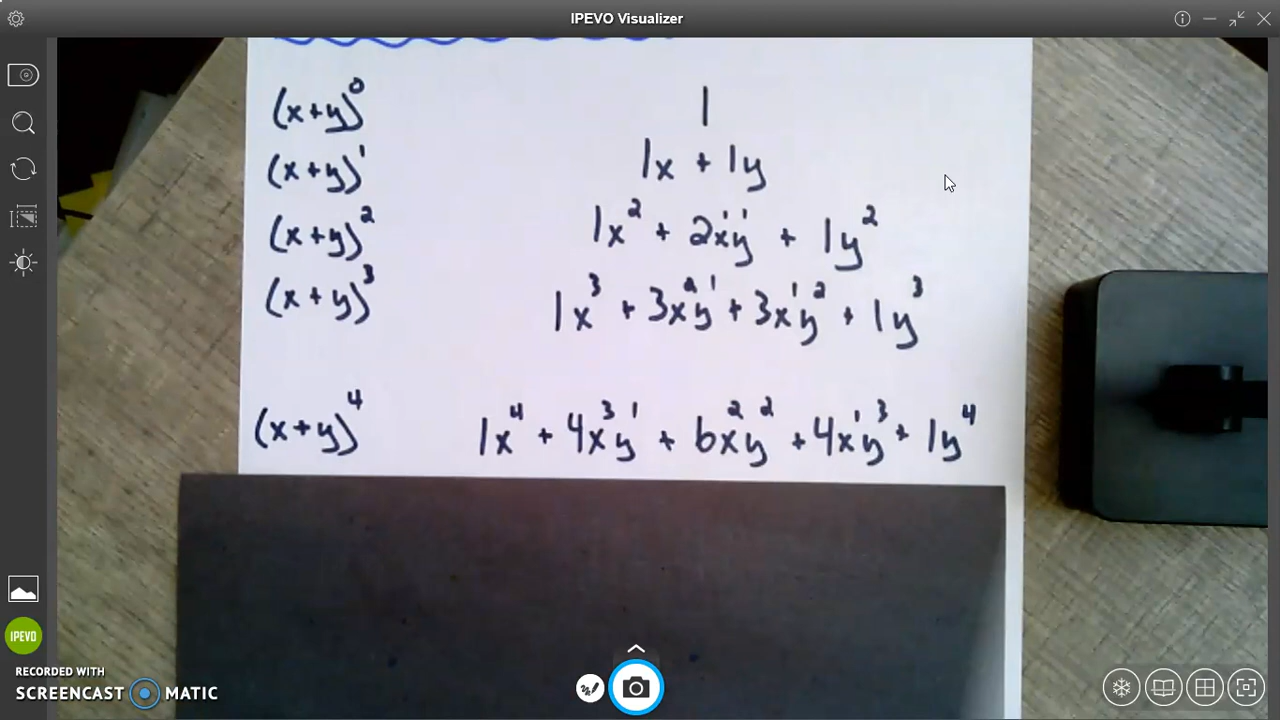 IPEVO Visualizer
(x+y)⁰ 1
(x+y)¹ 1x + 1y
(x+y)² 1x² + 2x¹y¹ + 1y²
(x+y)³ 1x³ + 3x²y¹ + 3x¹y² + 1y³
(x+y)⁴ 1x⁴ + 4x³y¹ + 6x²y² + 4x¹y³ + 1y⁴
IPEVO
RECORDED WITH
SCREENCAST MATIC